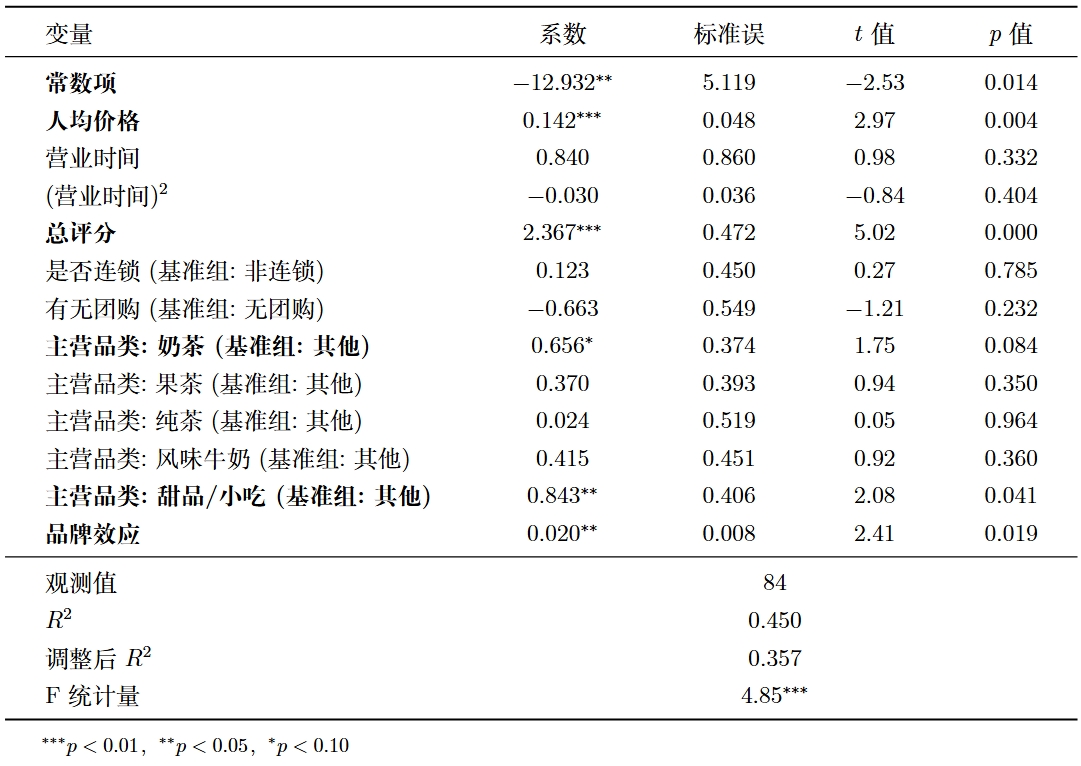 变量 系数 标准误 t 值 p 值
常数项 −12.932** 5.119 −2.53 0.014
人均价格 0.142*** 0.048 2.97 0.004
营业时间 0.840 0.860 0.98 0.332
(营业时间)² −0.030 0.036 −0.84 0.404
总评分 2.367*** 0.472 5.02 0.000
是否连锁 (基准组: 非连锁) 0.123 0.450 0.27 0.785
有无团购 (基准组: 无团购) −0.663 0.549 −1.21 0.232
主营品类: 奶茶 (基准组: 其他) 0.656* 0.374 1.75 0.084
主营品类: 果茶 (基准组: 其他) 0.370 0.393 0.94 0.350
主营品类: 纯茶 (基准组: 其他) 0.024 0.519 0.05 0.964
主营品类: 风味牛奶 (基准组: 其他) 0.415 0.451 0.92 0.360
主营品类: 甜品/小吃 (基准组: 其他) 0.843** 0.406 2.08 0.041
品牌效应 0.020** 0.008 2.41 0.019
观测值 84
R² 0.450
调整后 R² 0.357
F 统计量 4.85***
***p < 0.01, **p < 0.05, *p < 0.10